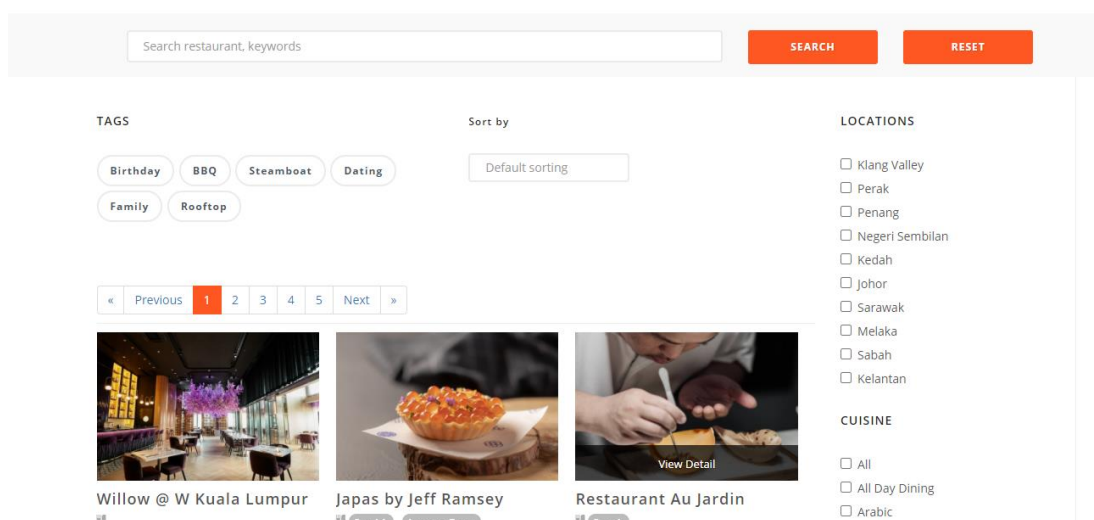 Search restaurant, keywords
SEARCH
RESET
TAGS
Birthday
BBQ
Steamboat
Dating
Family
Rooftop
Sort by
Default sorting
« Previous 1 2 3 4 5 Next »
Willow @ W Kuala Lumpur
Japas by Jeff Ramsey
View Detail
Restaurant Au Jardin
LOCATIONS
Klang Valley
Perak
Penang
Negeri Sembilan
Kedah
Johor
Sarawak
Melaka
Sabah
Kelantan
CUISINE
All
All Day Dining
Arabic